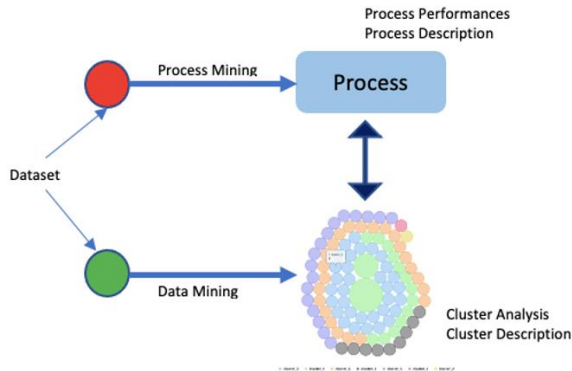 Process Performances
Process Description
Process Mining
Process
Dataset
Data Mining
Cluster Analysis
Cluster Description